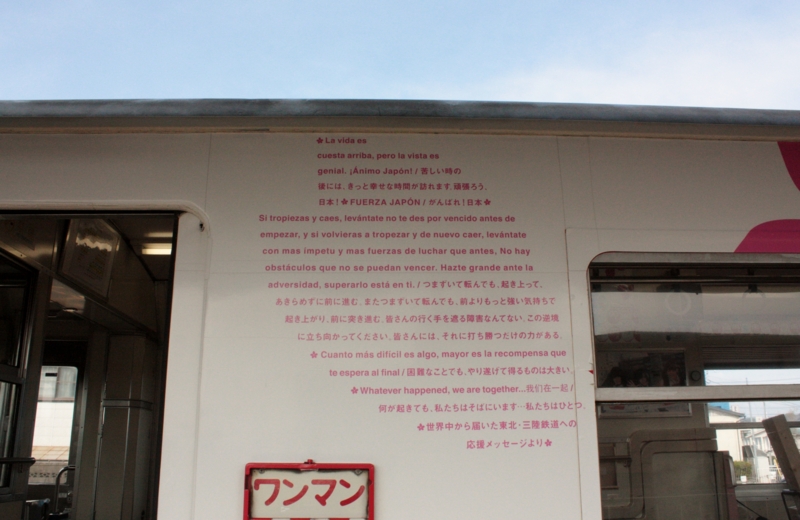 ✿La vida es
cuesta arriba, pero la vista es
genial. ¡Ánimo Japón! / 苦しい時の
後には、きっと幸せな時間が訪れます。頑張ろう、
日本!✿FUERZA JAPÓN / がんばれ!日本✿
Si tropiezas y caes, levántate no te des por vencido antes de
empezar, y si volvieras a tropezar y de nuevo caer, levántate
con mas ímpetu y mas fuerzas de luchar que antes, No hay
obstáculos que no se puedan vencer. Hazte grande ante la
adversidad, superarlo está en ti. / つまずいて転んでも、起き上って、
あきらめずに前に進む。またつまずいて転んでも、前よりもっと強い気持ちで
起き上がり、前に突き進む。皆さんの行く手を遮る障害なんてない。この逆境
に立ち向かってください。皆さんには、それに打ち勝つだけの力がある。
✿Cuanto más difícil es algo, mayor es la recompensa que
te espera al final / 困難なことでも、やり遂げて得るものは大きい。
✿Whatever happened, we are together...我们在一起 /
何が起きても、私たちはそばにいます…私たちはひとつ。
✿世界中から届いた東北・三陸鉄道への
応援メッセージより✿
ワンマン